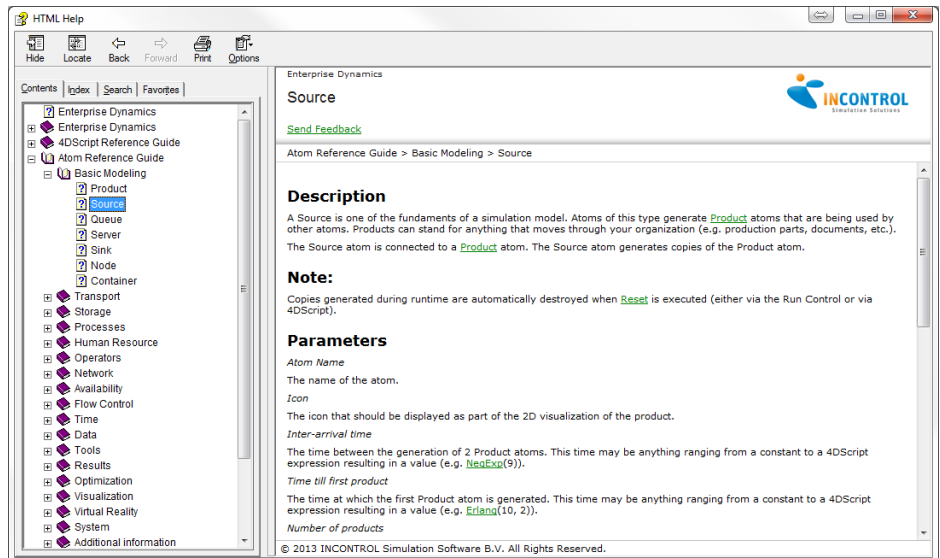 HTML Help
Hide
Locate
Back
Forward
Print
Options
Contents
Index
Search
Favorites
Enterprise Dynamics
Enterprise Dynamics
4DScript Reference Guide
Atom Reference Guide
Basic Modeling
Product
Source
Queue
Server
Sink
Node
Container
Transport
Storage
Processes
Human Resource
Operators
Network
Availability
Flow Control
Time
Data
Tools
Results
Optimization
Visualization
Virtual Reality
System
Additional information
Enterprise Dynamics
Source
INCONTROL
Simulation Solutions
Send Feedback
Atom Reference Guide > Basic Modeling > Source
Description
A Source is one of the fundaments of a simulation model. Atoms of this type generate Product atoms that are being used by
other atoms. Products can stand for anything that moves through your organization (e.g. production parts, documents, etc.).
The Source atom is connected to a Product atom. The Source atom generates copies of the Product atom.
Note:
Copies generated during runtime are automatically destroyed when Reset is executed (either via the Run Control or via
4DScript).
Parameters
Atom Name
The name of the atom.
Icon
The icon that should be displayed as part of the 2D visualization of the product.
Inter-arrival time
The time between the generation of 2 Product atoms. This time may be anything ranging from a constant to a 4DScript
expression resulting in a value (e.g. NegExp(9)).
Time till first product
The time at which the first Product atom is generated. This time may be anything ranging from a constant to a 4DScript
expression resulting in a value (e.g. Erlang(10, 2)).
Number of products
© 2013 INCONTROL Simulation Software B.V. All Rights Reserved.